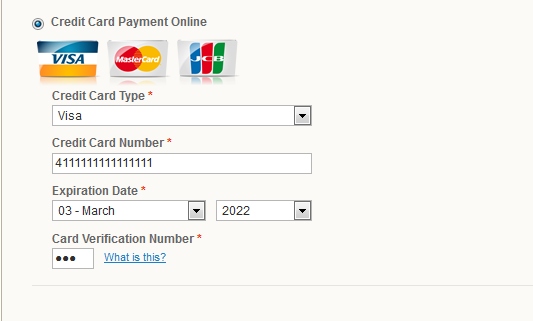 Credit Card Payment Online
VISA MasterCard JCB
Credit Card Type *
Visa
Credit Card Number *
4111111111111111
Expiration Date *
03 - March 2022
Card Verification Number *
●●● What is this?